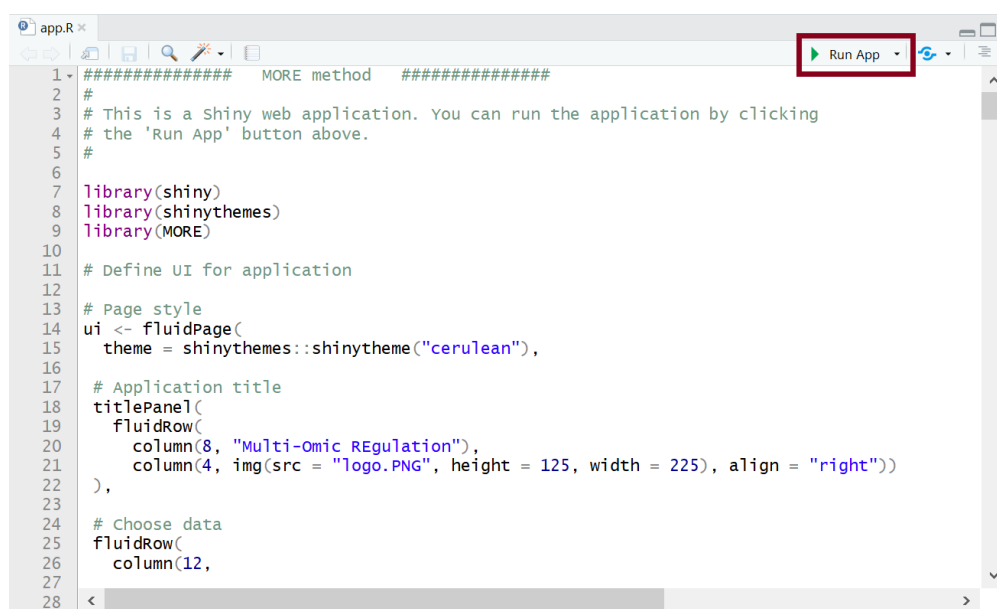 app.R
Run App
1 ############### MORE method ###############
2 #
3 # This is a Shiny web application. You can run the application by clicking
4 # the 'Run App' button above.
5 #
6
7 library(shiny)
8 library(shinythemes)
9 library(MORE)
10
11 # Define UI for application
12
13 # Page style
14 ui <- fluidPage(
15 theme = shinythemes::shinytheme("cerulean"),
16
17 # Application title
18 titlePanel(
19 fluidRow(
20 column(8, "Multi-Omic REgulation"),
21 column(4, img(src = "logo.PNG", height = 125, width = 225), align = "right"))
22 ),
23
24 # Choose data
25 fluidRow(
26 column(12,
27
28